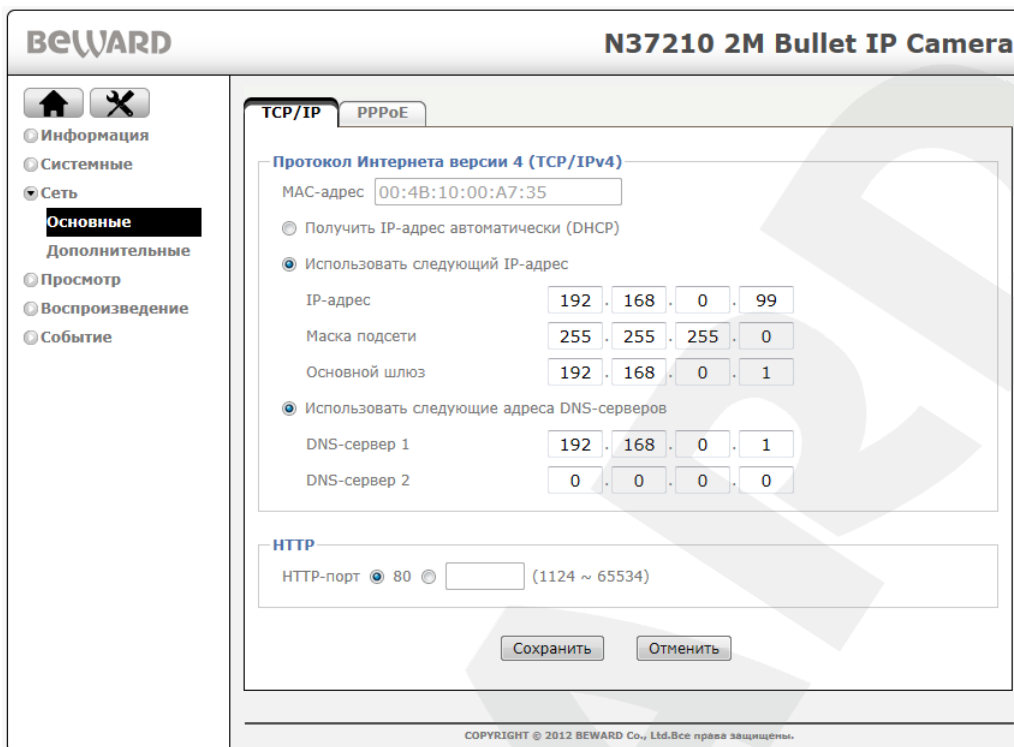 BEWARD
N37210 2M Bullet IP Camera
Информация
Системные
Сеть
Основные
Дополнительные
Просмотр
Воспроизведение
Событие
TCP/IP PPPoE
Протокол Интернета версии 4 (TCP/IPv4)
MAC-адрес 00:4B:10:00:A7:35
Получить IP-адрес автоматически (DHCP)
Использовать следующий IP-адрес
IP-адрес 192 . 168 . 0 . 99
Маска подсети 255 . 255 . 255 . 0
Основной шлюз 192 . 168 . 0 . 1
Использовать следующие адреса DNS-серверов
DNS-сервер 1 192 . 168 . 0 . 1
DNS-сервер 2 0 . 0 . 0 . 0
HTTP
HTTP-порт 80 (1124 ~ 65534)
Сохранить Отменить
COPYRIGHT © 2012 BEWARD Co., Ltd.Все права защищены.
ARD